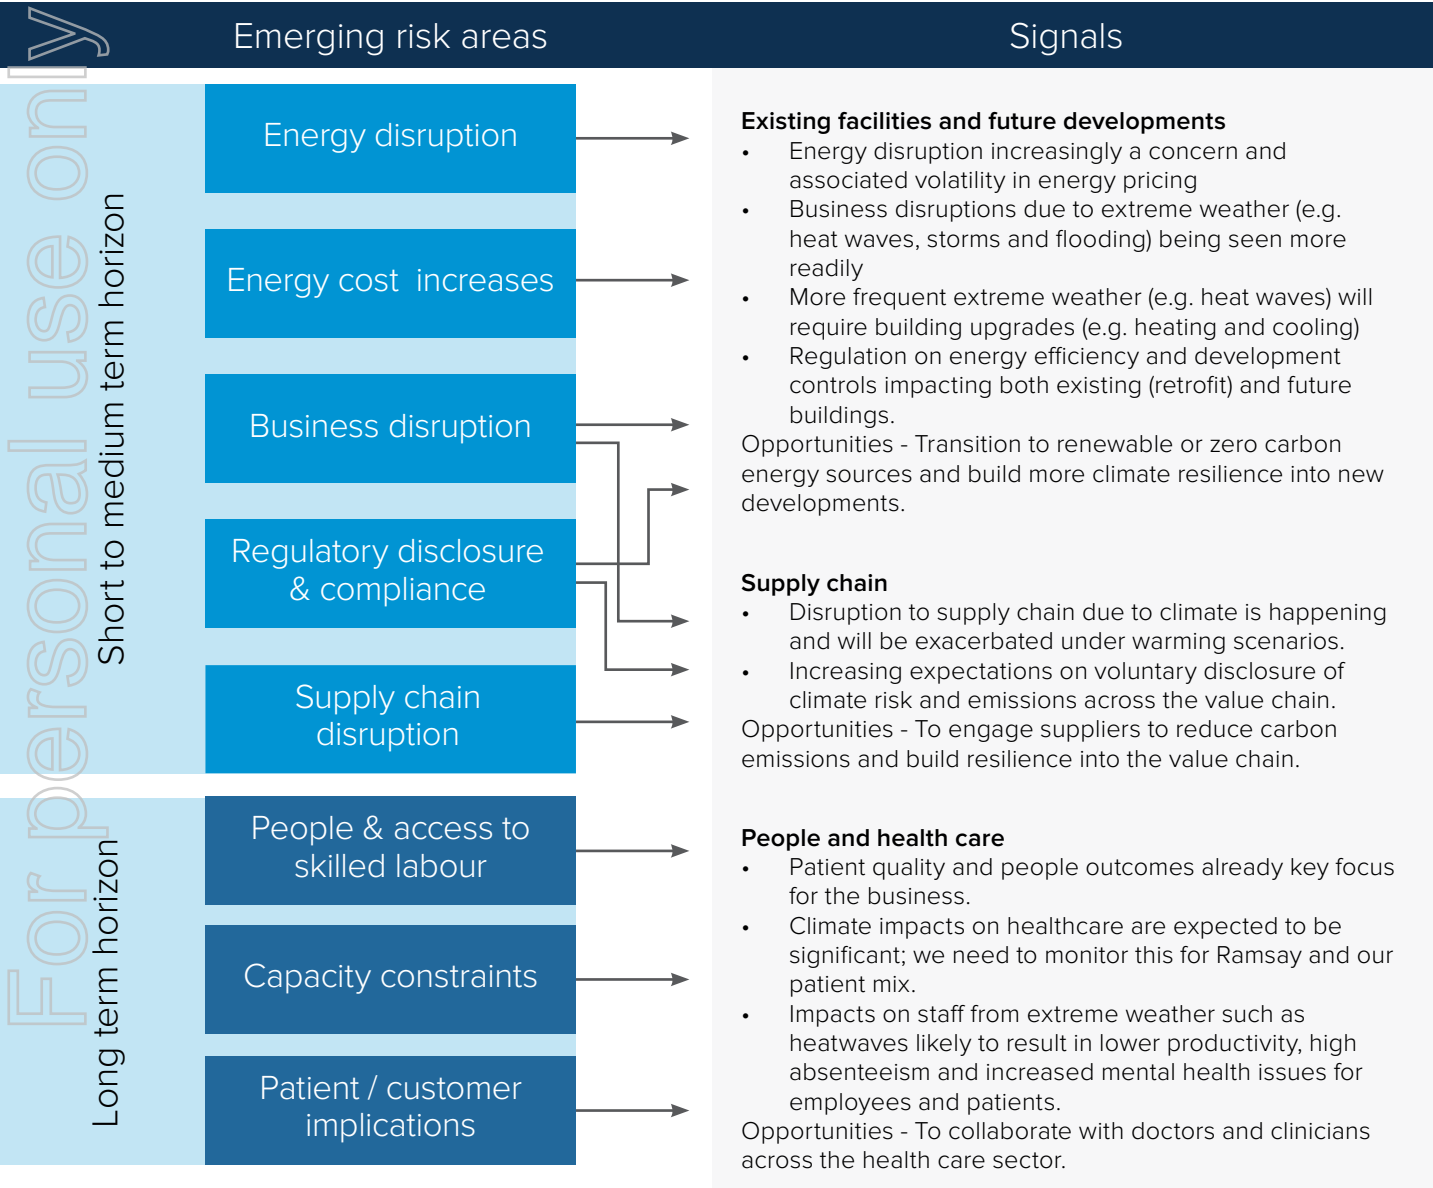 For personal use only
Emerging risk areas
Signals
Short to medium term horizon
Energy disruption
Energy cost increases
Business disruption
Regulatory disclosure
& compliance
Supply chain
disruption
Long term horizon
People & access to
skilled labour
Capacity constraints
Patient / customer
implications
Existing facilities and future developments
• Energy disruption increasingly a concern and
associated volatility in energy pricing
• Business disruptions due to extreme weather (e.g.
heat waves, storms and flooding) being seen more
readily
• More frequent extreme weather (e.g. heat waves) will
require building upgrades (e.g. heating and cooling)
• Regulation on energy efficiency and development
controls impacting both existing (retrofit) and future
buildings.
Opportunities - Transition to renewable or zero carbon
energy sources and build more climate resilience into new
developments.
Supply chain
• Disruption to supply chain due to climate is happening
and will be exacerbated under warming scenarios.
• Increasing expectations on voluntary disclosure of
climate risk and emissions across the value chain.
Opportunities - To engage suppliers to reduce carbon
emissions and build resilience into the value chain.
People and health care
• Patient quality and people outcomes already key focus
for the business.
• Climate impacts on healthcare are expected to be
significant; we need to monitor this for Ramsay and our
patient mix.
• Impacts on staff from extreme weather such as
heatwaves likely to result in lower productivity, high
absenteeism and increased mental health issues for
employees and patients.
Opportunities - To collaborate with doctors and clinicians
across the health care sector.